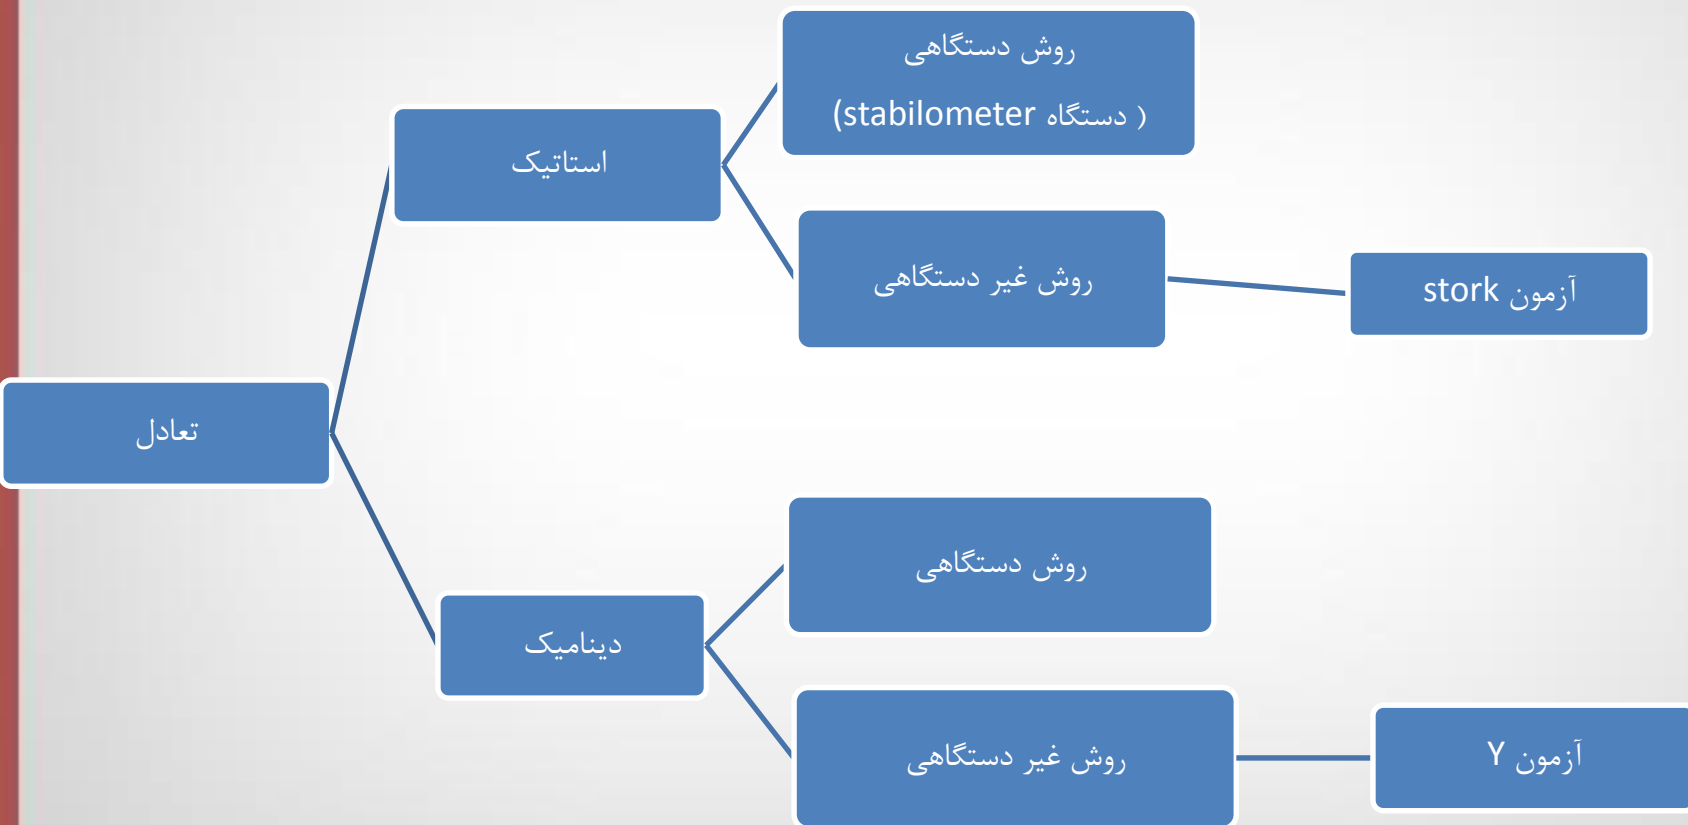 روش دستگاهی
( دستگاه stabilometer)
استاتیک
روش غیر دستگاهی
آزمون stork
تعادل
روش دستگاهی
دینامیک
روش غیر دستگاهی
آزمون Y